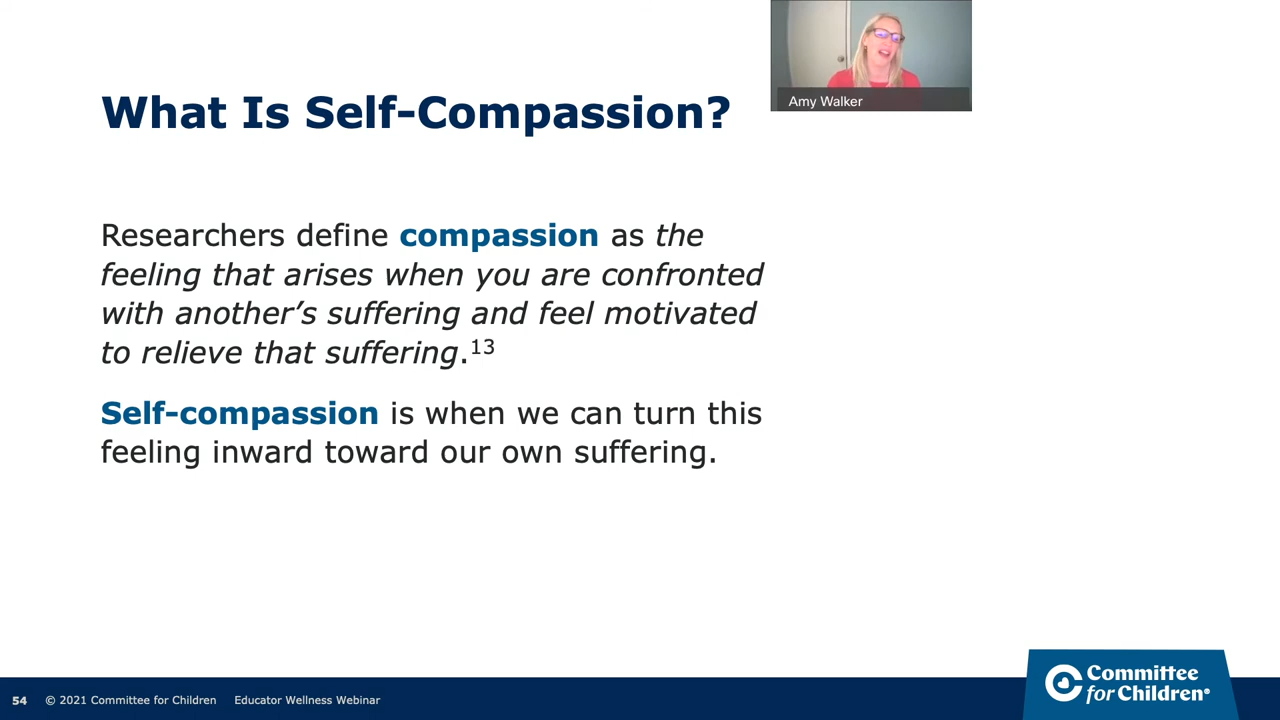 Amy Walker
What Is Self-Compassion?
Researchers define compassion as the
feeling that arises when you are confronted
with another’s suffering and feel motivated
to relieve that suffering.13
Self-compassion is when we can turn this
feeling inward toward our own suffering.
54 © 2021 Committee for Children Educator Wellness Webinar
Committee
for Children®